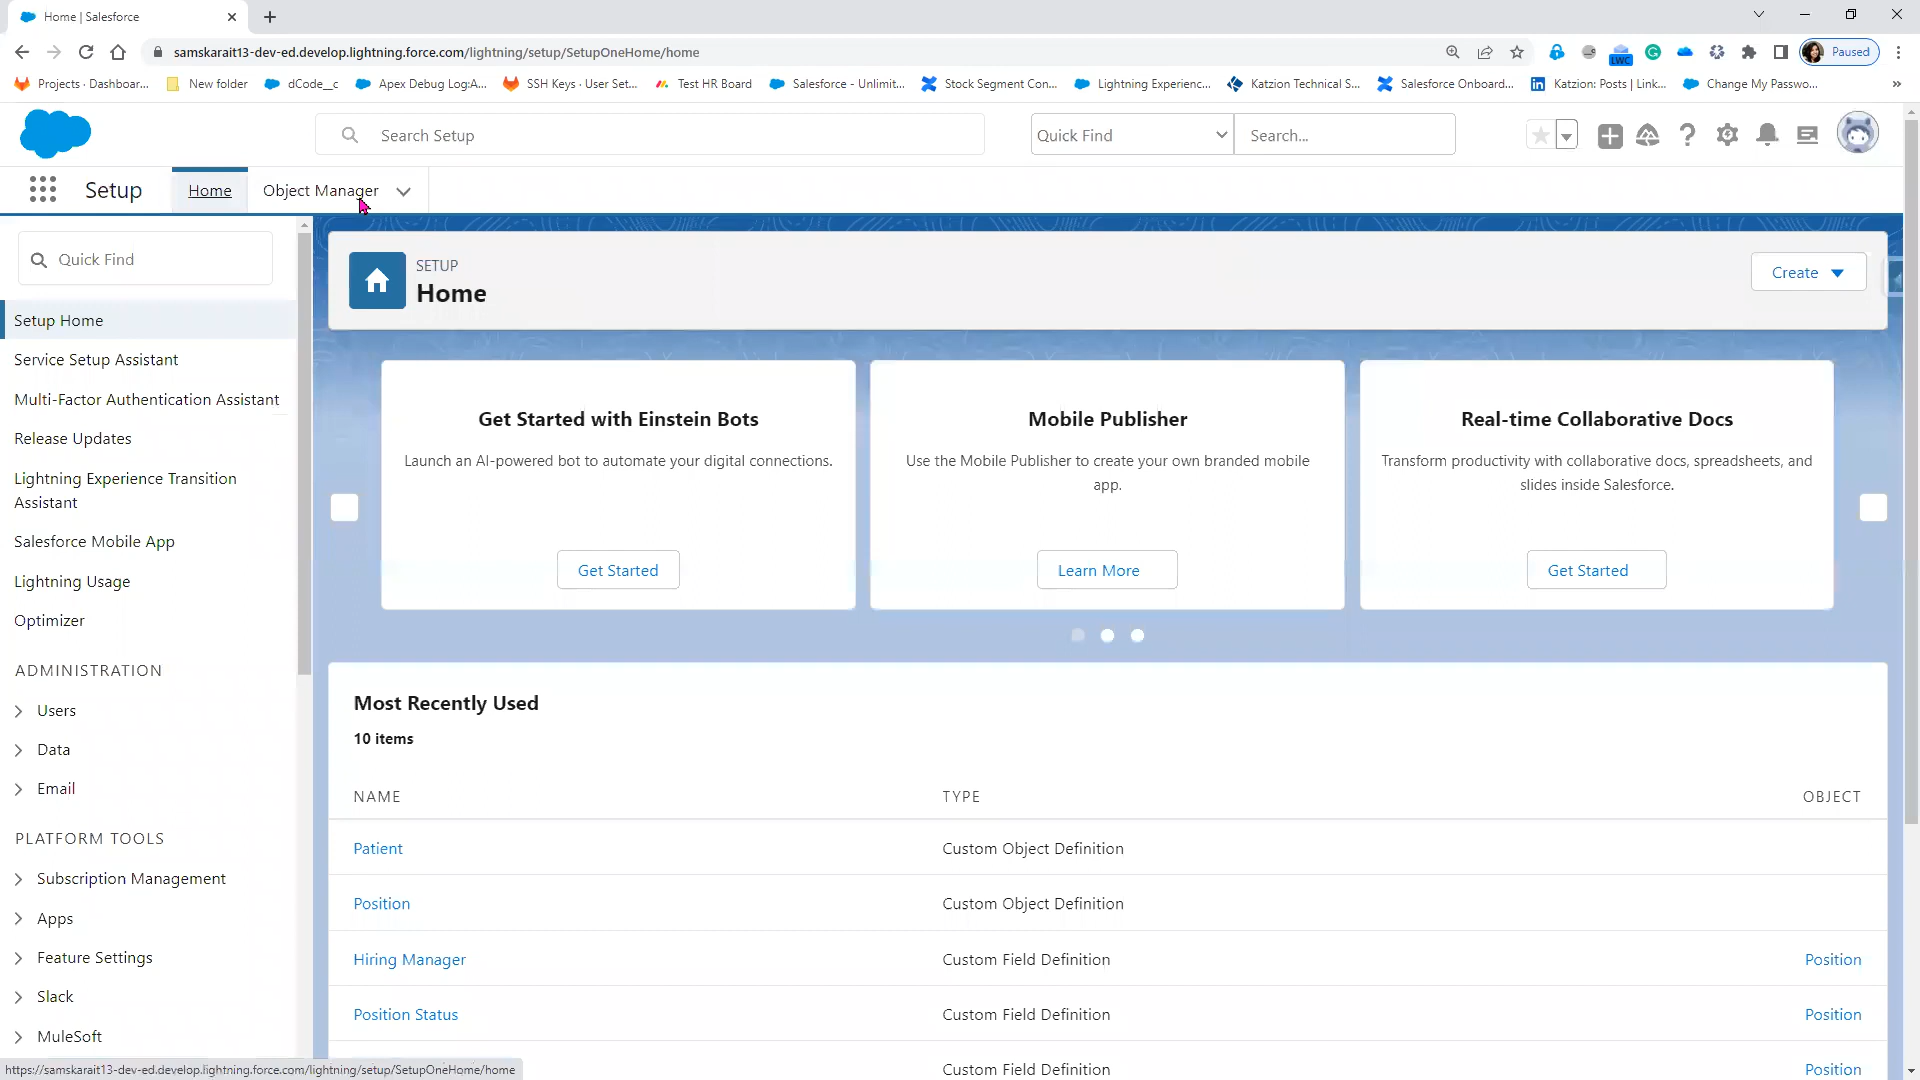 Home | Salesforce
samskarait13-dev-ed.develop.lightning.force.com/lightning/setup/SetupOneHome/home
Paused
Projects · Dashboar...
New folder
dCode__c
Apex Debug Log:A...
SSH Keys · User Set...
Test HR Board
Salesforce - Unlimit...
Stock Segment Con...
Lightning Experienc...
Katzion Technical S...
Salesforce Onboard...
Katzion: Posts | Link...
Change My Passwo...
»
LWC
Search Setup
Quick Find
Search...
Setup
Home
Object Manager
Quick Find
Setup Home
Service Setup Assistant
Multi-Factor Authentication Assistant
Release Updates
Lightning Experience Transition
Assistant
Salesforce Mobile App
Lightning Usage
Optimizer
ADMINISTRATION
Users
Data
Email
PLATFORM TOOLS
Subscription Management
Apps
Feature Settings
Slack
MuleSoft
SETUP
Home
Create
Get Started with Einstein Bots
Launch an AI-powered bot to automate your digital connections.
Get Started
Mobile Publisher
Use the Mobile Publisher to create your own branded mobile
app.
Learn More
Real-time Collaborative Docs
Transform productivity with collaborative docs, spreadsheets, and
slides inside Salesforce.
Get Started
Most Recently Used
10 items
NAME TYPE OBJECT
Patient Custom Object Definition
Position Custom Object Definition
Hiring Manager Custom Field Definition Position
Position Status Custom Field Definition Position
Custom Field Definition Position
https://samskarait13-dev-ed.develop.lightning.force.com/lightning/setup/SetupOneHome/home